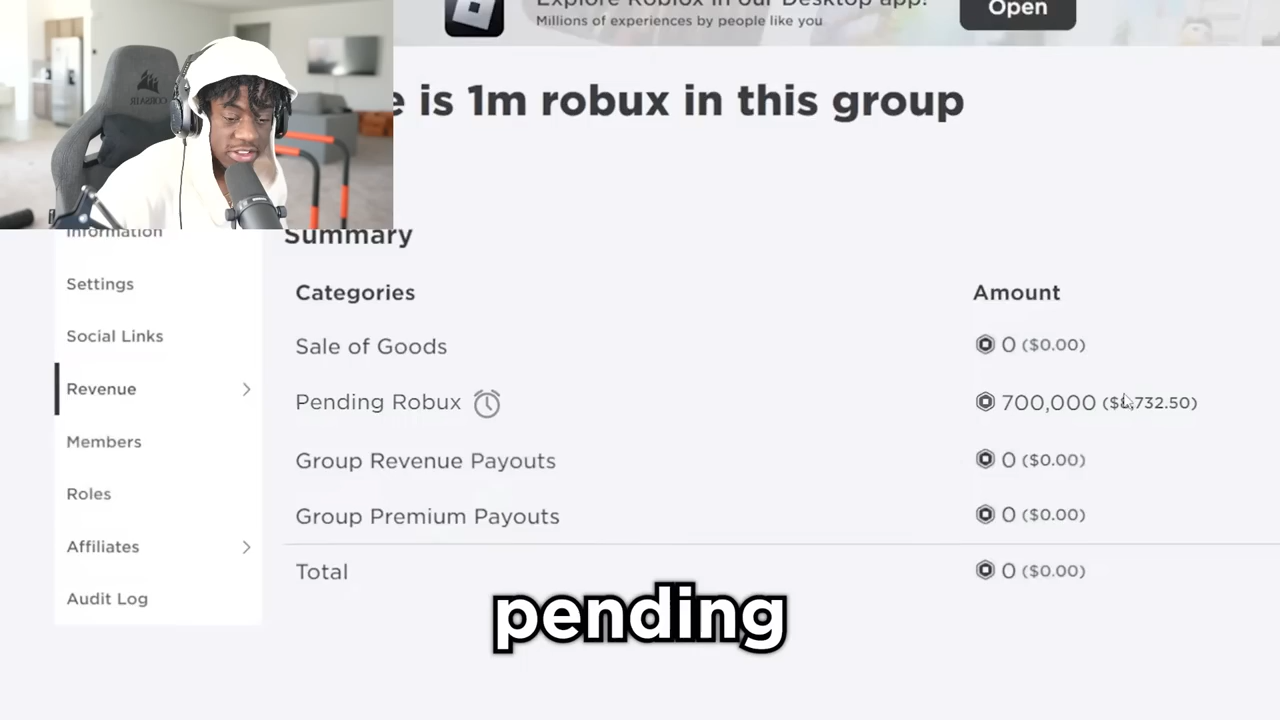 Explore Roblox in our Desktop app!
Millions of experiences by people like you
Open
e is 1m robux in this group
CORSAIR
Information
Settings
Social Links
Revenue
Members
Roles
Affiliates
Audit Log
Summary
Categories Amount
Sale of Goods 0 ($0.00)
Pending Robux 700,000
Group Revenue Payouts 0 ($0.00)
Group Premium Payouts 0 ($0.00)
Total 0 ($0.00)
pending